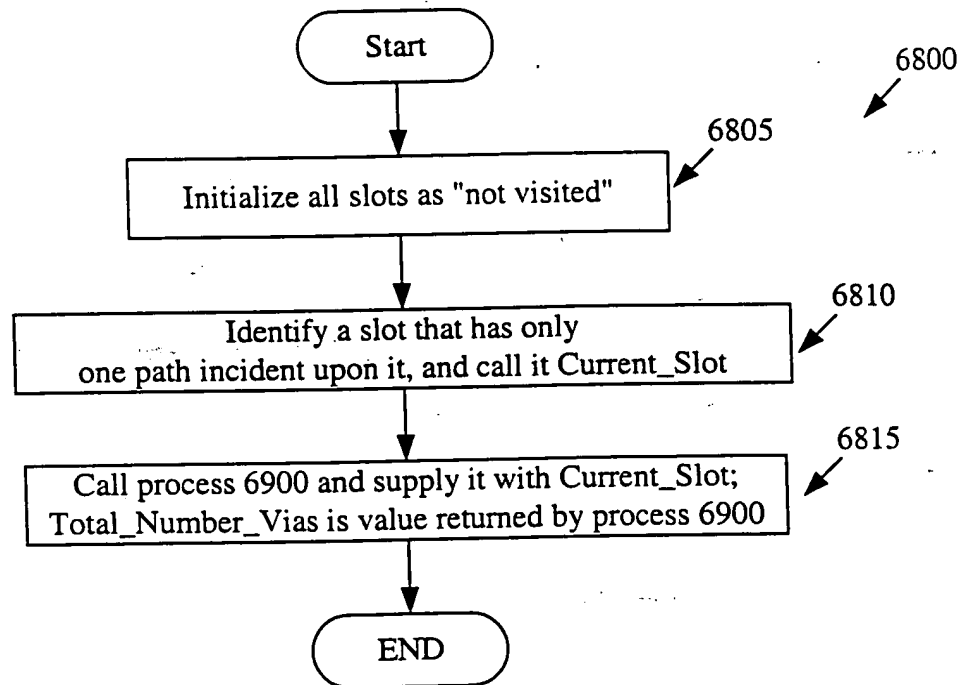 Start
6800
6805
Initialize all slots as "not visited"
6810
Identify a slot that has only
one path incident upon it, and call it Current_Slot
6815
Call process 6900 and supply it with Current_Slot;
Total_Number_Vias is value returned by process 6900
END